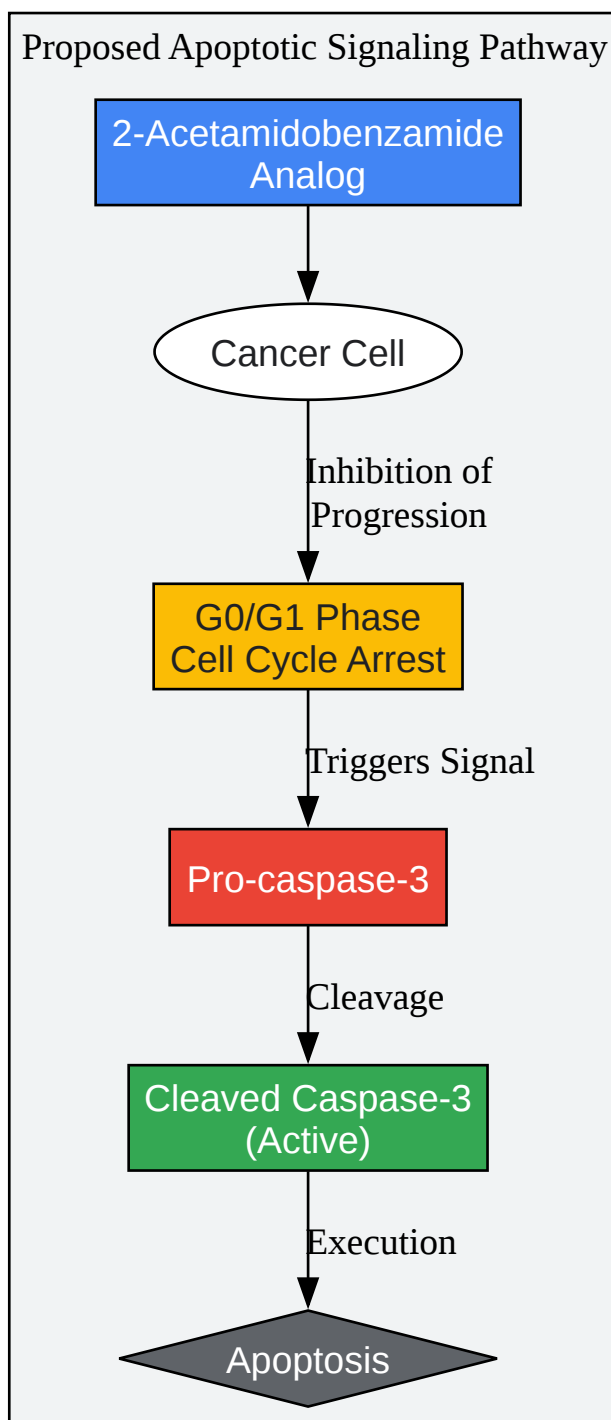 Proposed Apoptotic Signaling Pathway
2-Acetamidobenzamide
Analog
Cancer Cell
Inhibition of
Progression
G0/G1 Phase
Cell Cycle Arrest
Triggers Signal
Pro-caspase-3
Cleavage
Cleaved Caspase-3
(Active)
Execution
Apoptosis